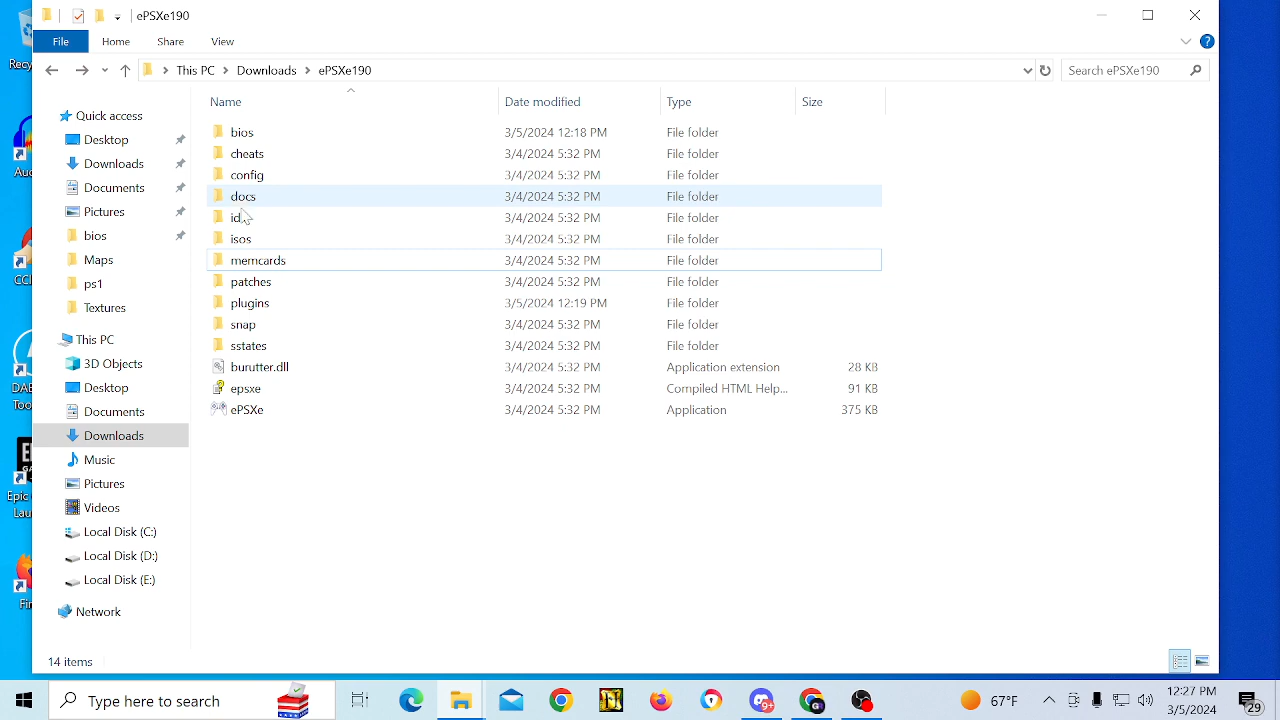 ePSXe190
File Home Share View
This PC Downloads ePSXe190 Search ePSXe190
Name Date modified Type Size
Quick access
Desktop
Downloads
Documents
Pictures
bios
Maps
ps1
Textures
This PC
3D Objects
Desktop
Documents
Downloads
Music
Pictures
Videos
Local Disk (C:)
Local Disk (D:)
Local Disk (E:)
Network
bios 3/5/2024 12:18 PM File folder
cheats 3/4/2024 5:32 PM File folder
config 3/4/2024 5:32 PM File folder
docs 3/4/2024 5:32 PM File folder
3/4/2024 5:32 PM File folder
isos 3/4/2024 5:32 PM File folder
memcards 3/4/2024 5:32 PM File folder
patches 3/4/2024 5:32 PM File folder
plugins 3/5/2024 12:19 PM File folder
snap 3/4/2024 5:32 PM File folder
sstates 3/4/2024 5:32 PM File folder
burutter.dll 3/4/2024 5:32 PM Application extension 28 KB
epsxe 3/4/2024 5:32 PM Compiled HTML Help... 91 KB
ePSXe 3/4/2024 5:32 PM Application 375 KB
14 items
Type here to search
67°F
12:27 PM
3/5/2024
29